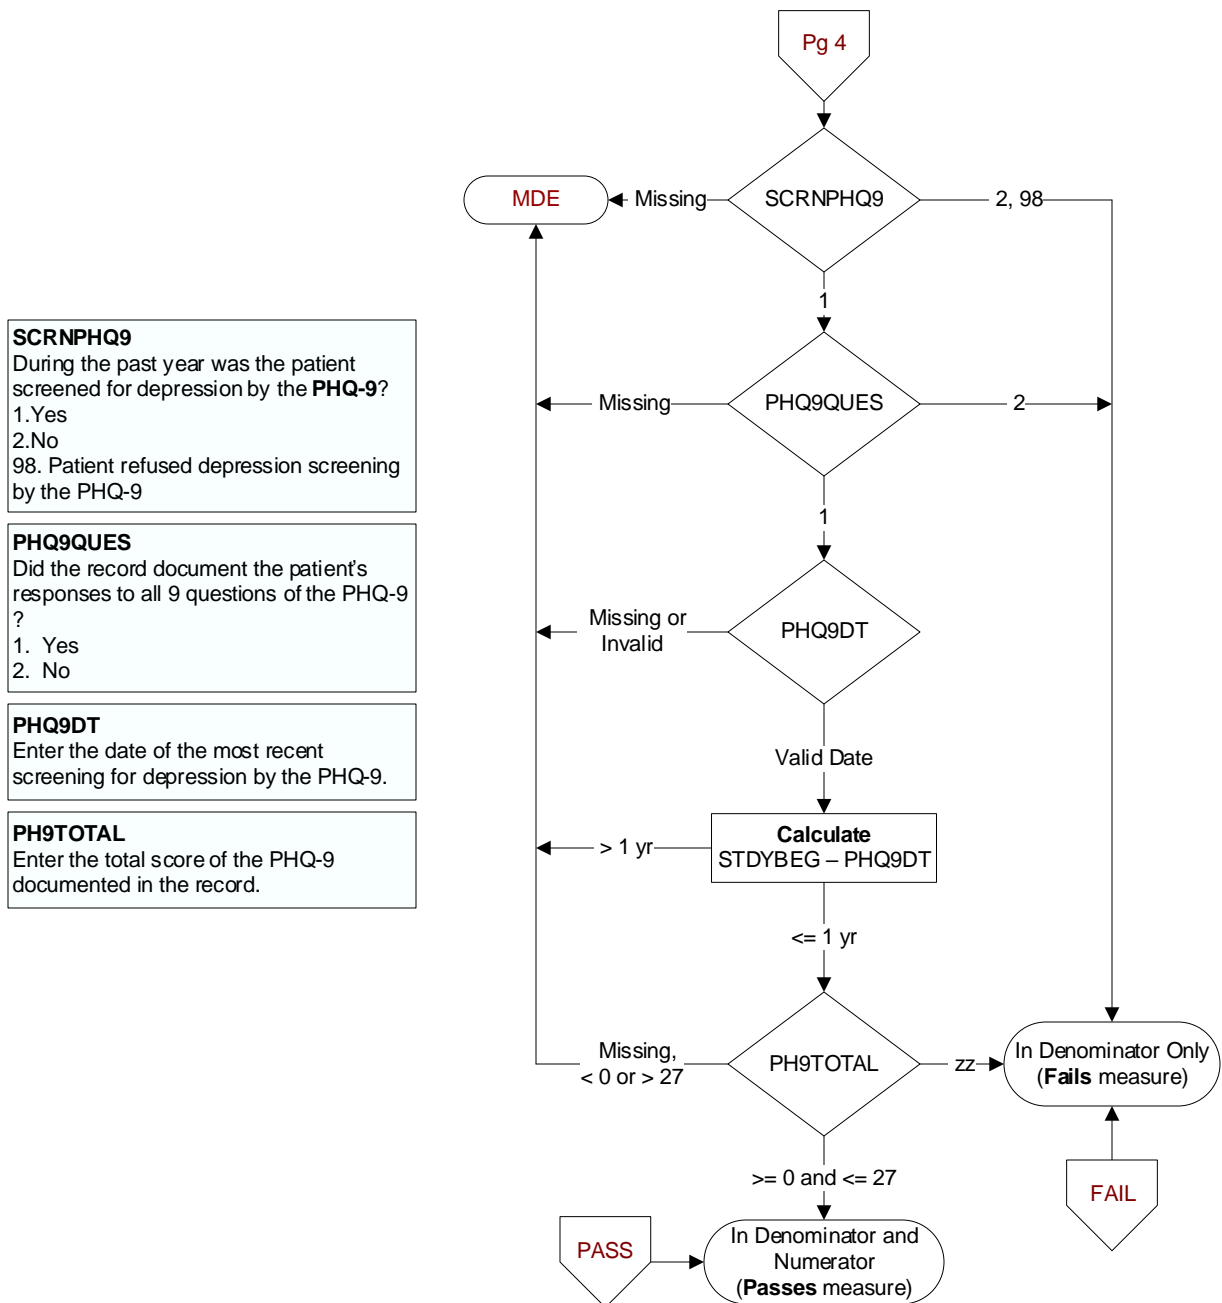 Pg 4
SCRNPHQ9
MDE
Missing
2, 98
1
PHQ9QUES
Missing
2
1
PHQ9DT
Missing or
Invalid
Valid Date
Calculate
STDYBEG – PHQ9DT
> 1 yr
<= 1 yr
PH9TOTAL
Missing,
< 0 or > 27
zz
In Denominator Only
(Fails measure)
>= 0 and <= 27
FAIL
PASS
In Denominator and
Numerator
(Passes measure)
SCRNPHQ9
During the past year was the patient
screened for depression by the PHQ-9?
1.Yes
2.No
98. Patient refused depression screening
by the PHQ-9
PHQ9QUES
Did the record document the patient's
responses to all 9 questions of the PHQ-9
?
1. Yes
2. No
PHQ9DT
Enter the date of the most recent
screening for depression by the PHQ-9.
PH9TOTAL
Enter the total score of the PHQ-9
documented in the record.